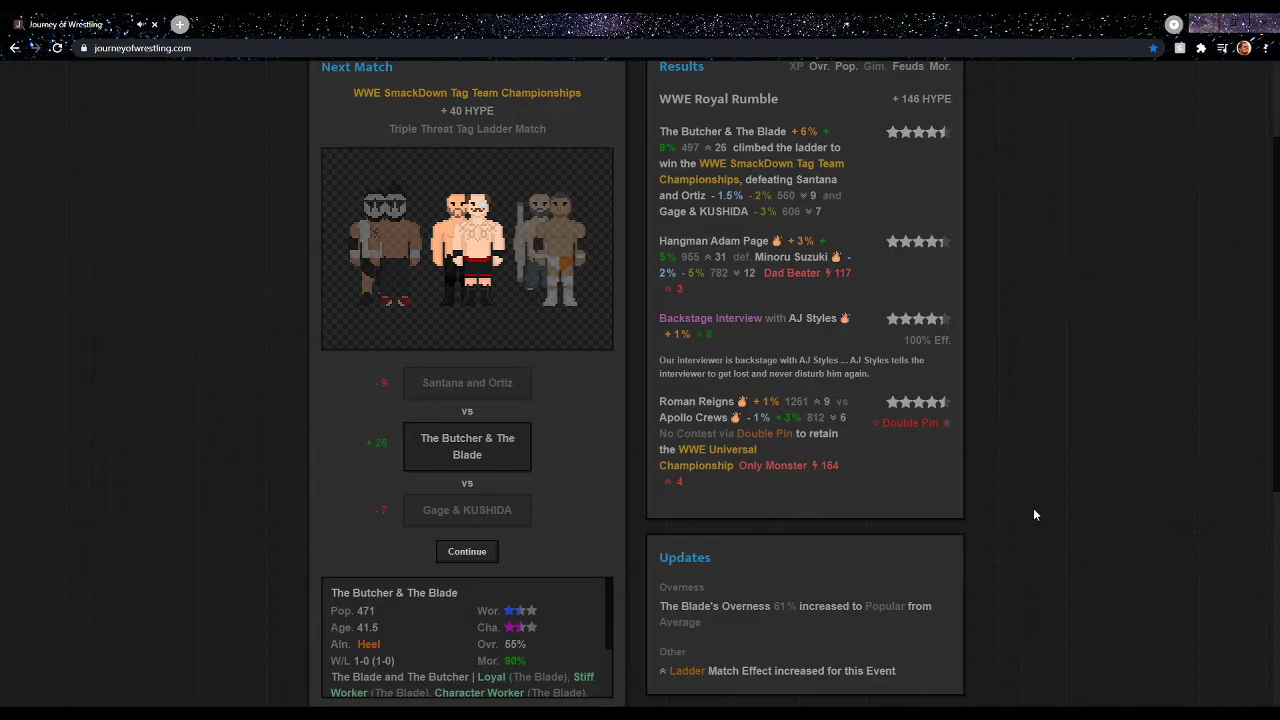 Journey of Wrestling
journeyofwrestling.com
Next Match
WWE SmackDown Tag Team Championships
+ 40 HYPE
Triple Threat Tag Ladder Match
- 9 Santana and Ortiz
vs
+ 26 The Butcher & The
Blade
vs
- 7 Gage & KUSHIDA
Continue
The Butcher & The Blade
Pop. 471 Wor.
Age. 41.5 Cha.
Aln. Heel Ovr. 55%
W/L 1-0 (1-0) Mor. 90%
The Blade and The Butcher | Loyal (The Blade), Stiff
Worker (The Blade), Character Worker (The Blade),
Results XP Ovr. Pop. Gim. Feuds Mor.
WWE Royal Rumble + 146 HYPE
The Butcher & The Blade + 6% +
9% 497 26 climbed the ladder to
win the WWE SmackDown Tag Team
Championships, defeating Santana
and Ortiz - 1.5% - 2% 560 9 and
Gage & KUSHIDA - 3% 606 7
Hangman Adam Page + 3% +
5% 955 31 def. Minoru Suzuki -
2% - 5% 782 12 Dad Beater 117
3
Backstage Interview with AJ Styles
+ 1% 8
100% Eff.
Our interviewer is backstage with AJ Styles ... AJ Styles tells the
interviewer to get lost and never disturb him again.
Roman Reigns + 1% 1261 9 vs
Apollo Crews - 1% + 3% 812 6
Double Pin
No Contest via Double Pin to retain
the WWE Universal
Championship Only Monster 164
4
Updates
Overness
The Blade's Overness 61% increased to Popular from
Average
Other
Ladder Match Effect increased for this Event